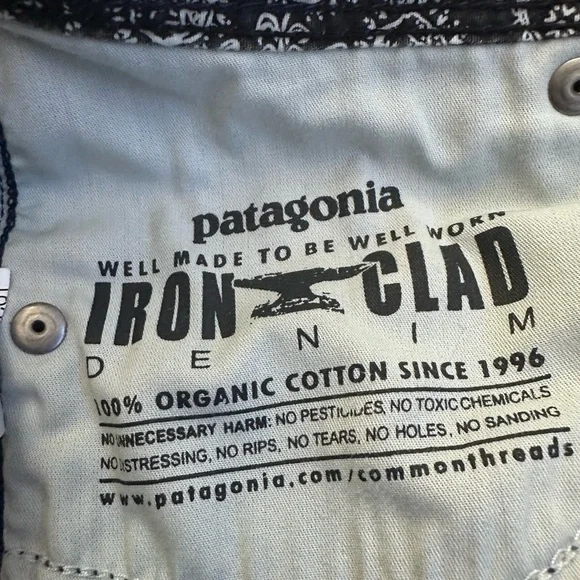 patagonia
WELL MADE TO BE WELL WORN
IRON CLAD
DENIM
100% ORGANIC COTTON SINCE 1996
NO UNNECESSARY HARM: NO PESTICIDES, NO TOXIC CHEMICALS
NO DISTRESSING, NO RIPS, NO TEARS, NO HOLES, NO SANDING
www.patagonia.com/commonthreads